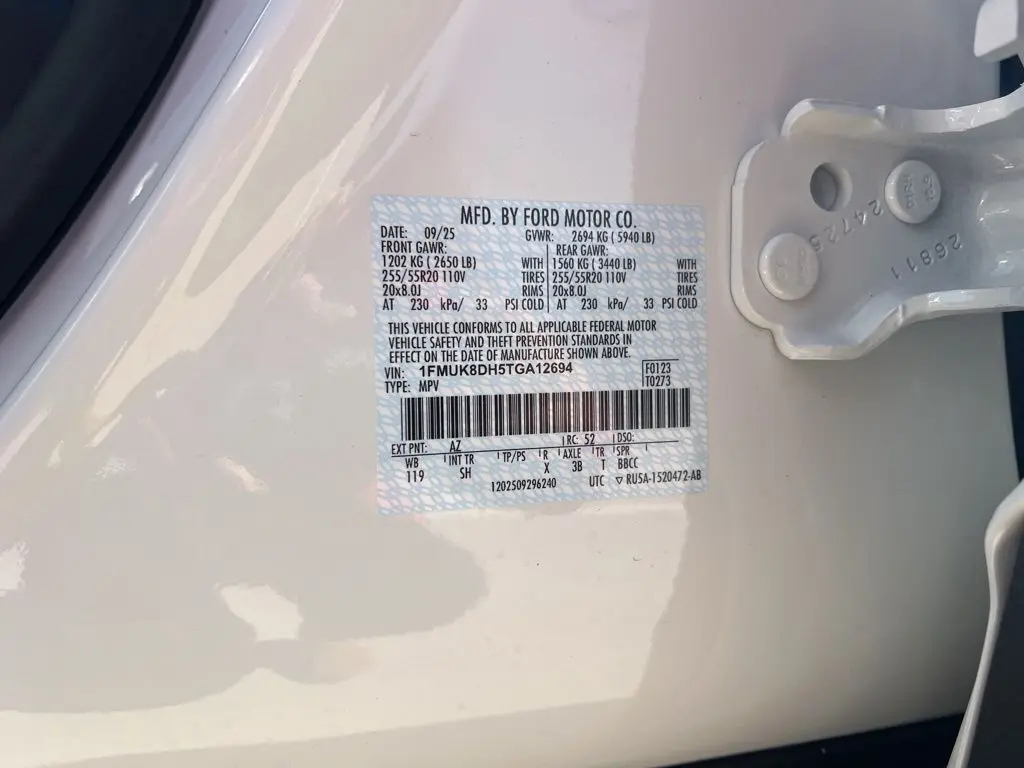 MFD. BY FORD MOTOR CO.
DATE: 09/25 GVWR: 2694 KG ( 5940 LB)
FRONT GAWR: REAR GAWR:
1202 KG ( 2650 LB) WITH 1560 KG ( 3440 LB) WITH
255/55R20 110V TIRES 255/55R20 110V TIRES
20x8.0J RIMS 20x8.0J RIMS
AT 230 kPa/ 33 PSI COLD AT 230 kPa/ 33 PSI COLD
THIS VEHICLE CONFORMS TO ALL APPLICABLE FEDERAL MOTOR
VEHICLE SAFETY AND THEFT PREVENTION STANDARDS IN
EFFECT ON THE DATE OF MANUFACTURE SHOWN ABOVE.
VIN: 1FMUK8DH5TGA12694 F0123
TYPE: MPV T0273
EXT PNT: AZ RC: 52 DSO:
WB INT TR TP/PS R AXLE TR SPR
119 SH X 3B T BBCC
1202509296240 UTC ▽ RU5A-1520472-AB
24725
26811